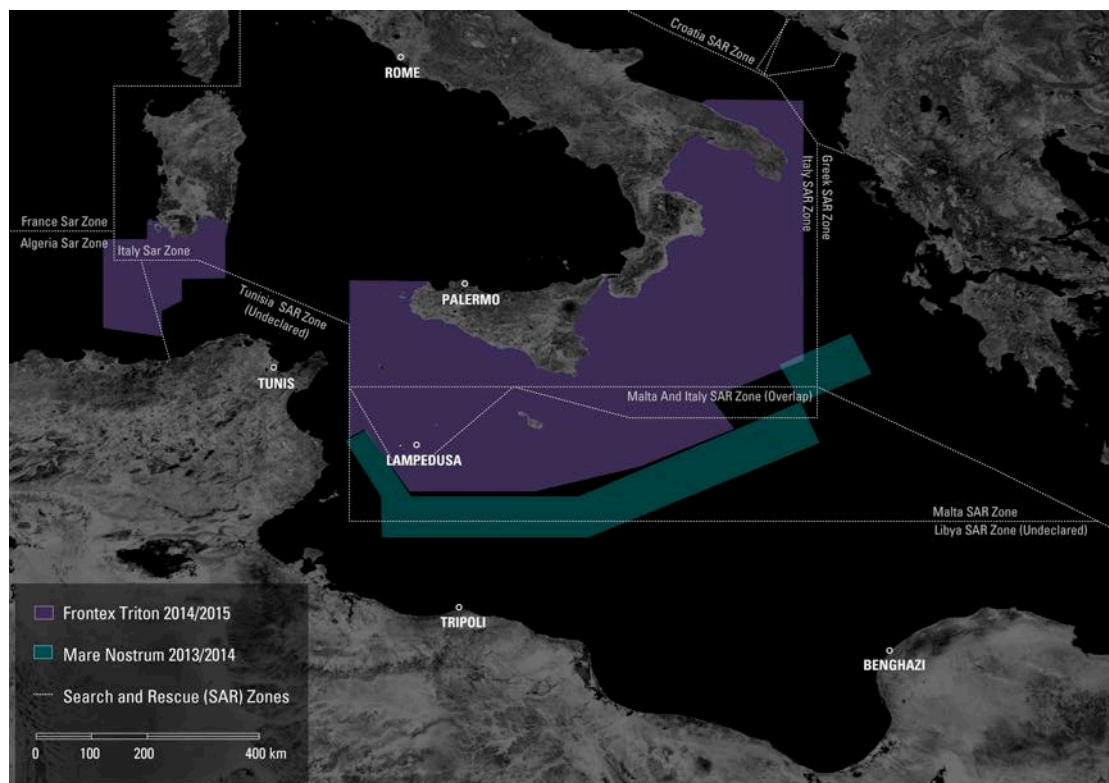 Croatia SAR Zone
ROME
Italy SAR Zone
Greek SAR Zone
France Sar Zone
Algeria Sar Zone
Italy Sar Zone
Tunisia SAR Zone
(Undeclared)
PALERMO
TUNIS
Malta And Italy SAR Zone (Overlap)
LAMPEDUSA
Malta SAR Zone
Libya SAR Zone (Undeclared)
Frontex Triton 2014/2015
Mare Nostrum 2013/2014
Search and Rescue (SAR) Zones
0 100 200 400 km
TRIPOLI
BENGHAZI